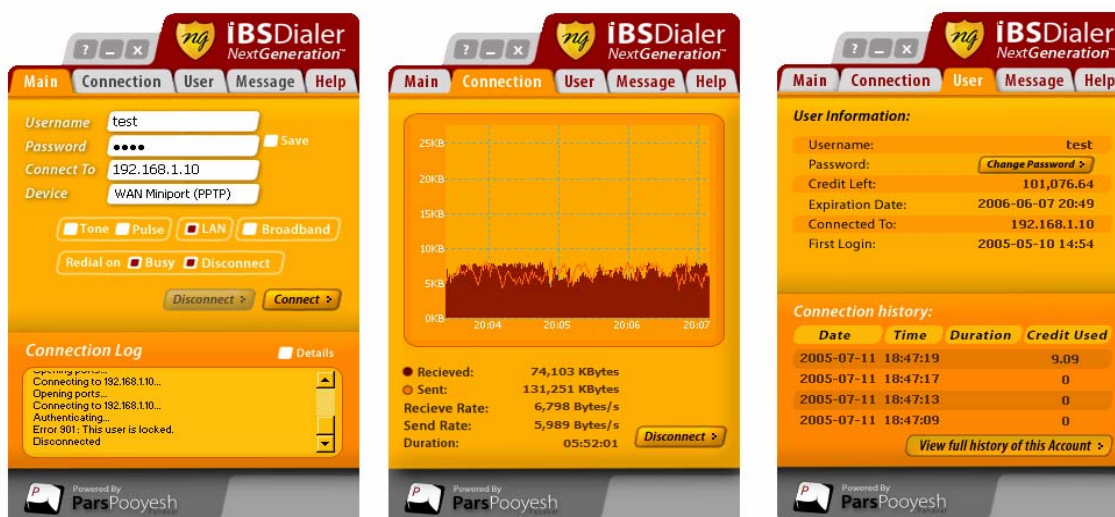 ? _ X
ng
iBSDialer
NextGeneration™
Main Connection User Message Help
Username test
Password ●●●● Save
Connect To 192.168.1.10
Device WAN Miniport (PPTP)
Tone Pulse LAN Broadband
Redial on Busy Disconnect
Disconnect Connect
Connection Log Details
Opening ports...
Connecting to 192.168.1.10...
Opening ports...
Connecting to 192.168.1.10...
Authenticating...
Error 901: This user is locked.
Disconnected
P
Powered By
ParsPooyesh
? _ X
ng
iBSDialer
NextGeneration™
Main Connection User Message Help
25KB
20KB
15KB
10KB
5KB
0KB
20:04 20:05 20:06 20:07
Recieved: 74,103 KBytes
Sent: 131,251 KBytes
Recieve Rate: 6,798 Bytes/s
Send Rate: 5,989 Bytes/s
Duration: 05:52:01
Disconnect
P
Powered By
ParsPooyesh
? _ X
ng
iBSDialer
NextGeneration™
Main Connection User Message Help
User Information:
Username: test
Password: Change Password
Credit Left: 101,076.64
Expiration Date: 2006-06-07 20:49
Connected To: 192.168.1.10
First Login: 2005-05-10 14:54
Connection history:
Date Time Duration Credit Used
2005-07-11 18:47:19 9.09
2005-07-11 18:47:17 0
2005-07-11 18:47:13 0
2005-07-11 18:47:09 0
View full history of this Account
P
Powered By
ParsPooyesh